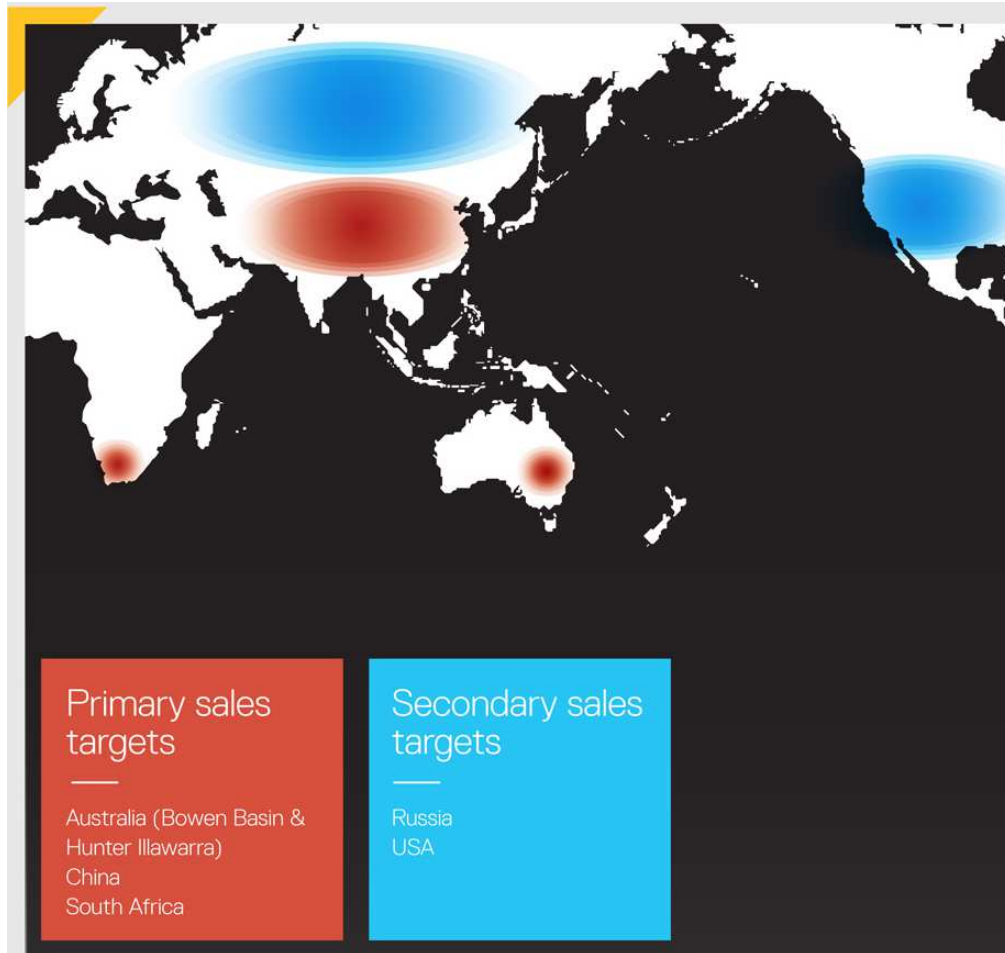 Primary sales
targets
Australia (Bowen Basin &
Hunter Illawarra)
China
South Africa
Secondary sales
targets
Russia
USA